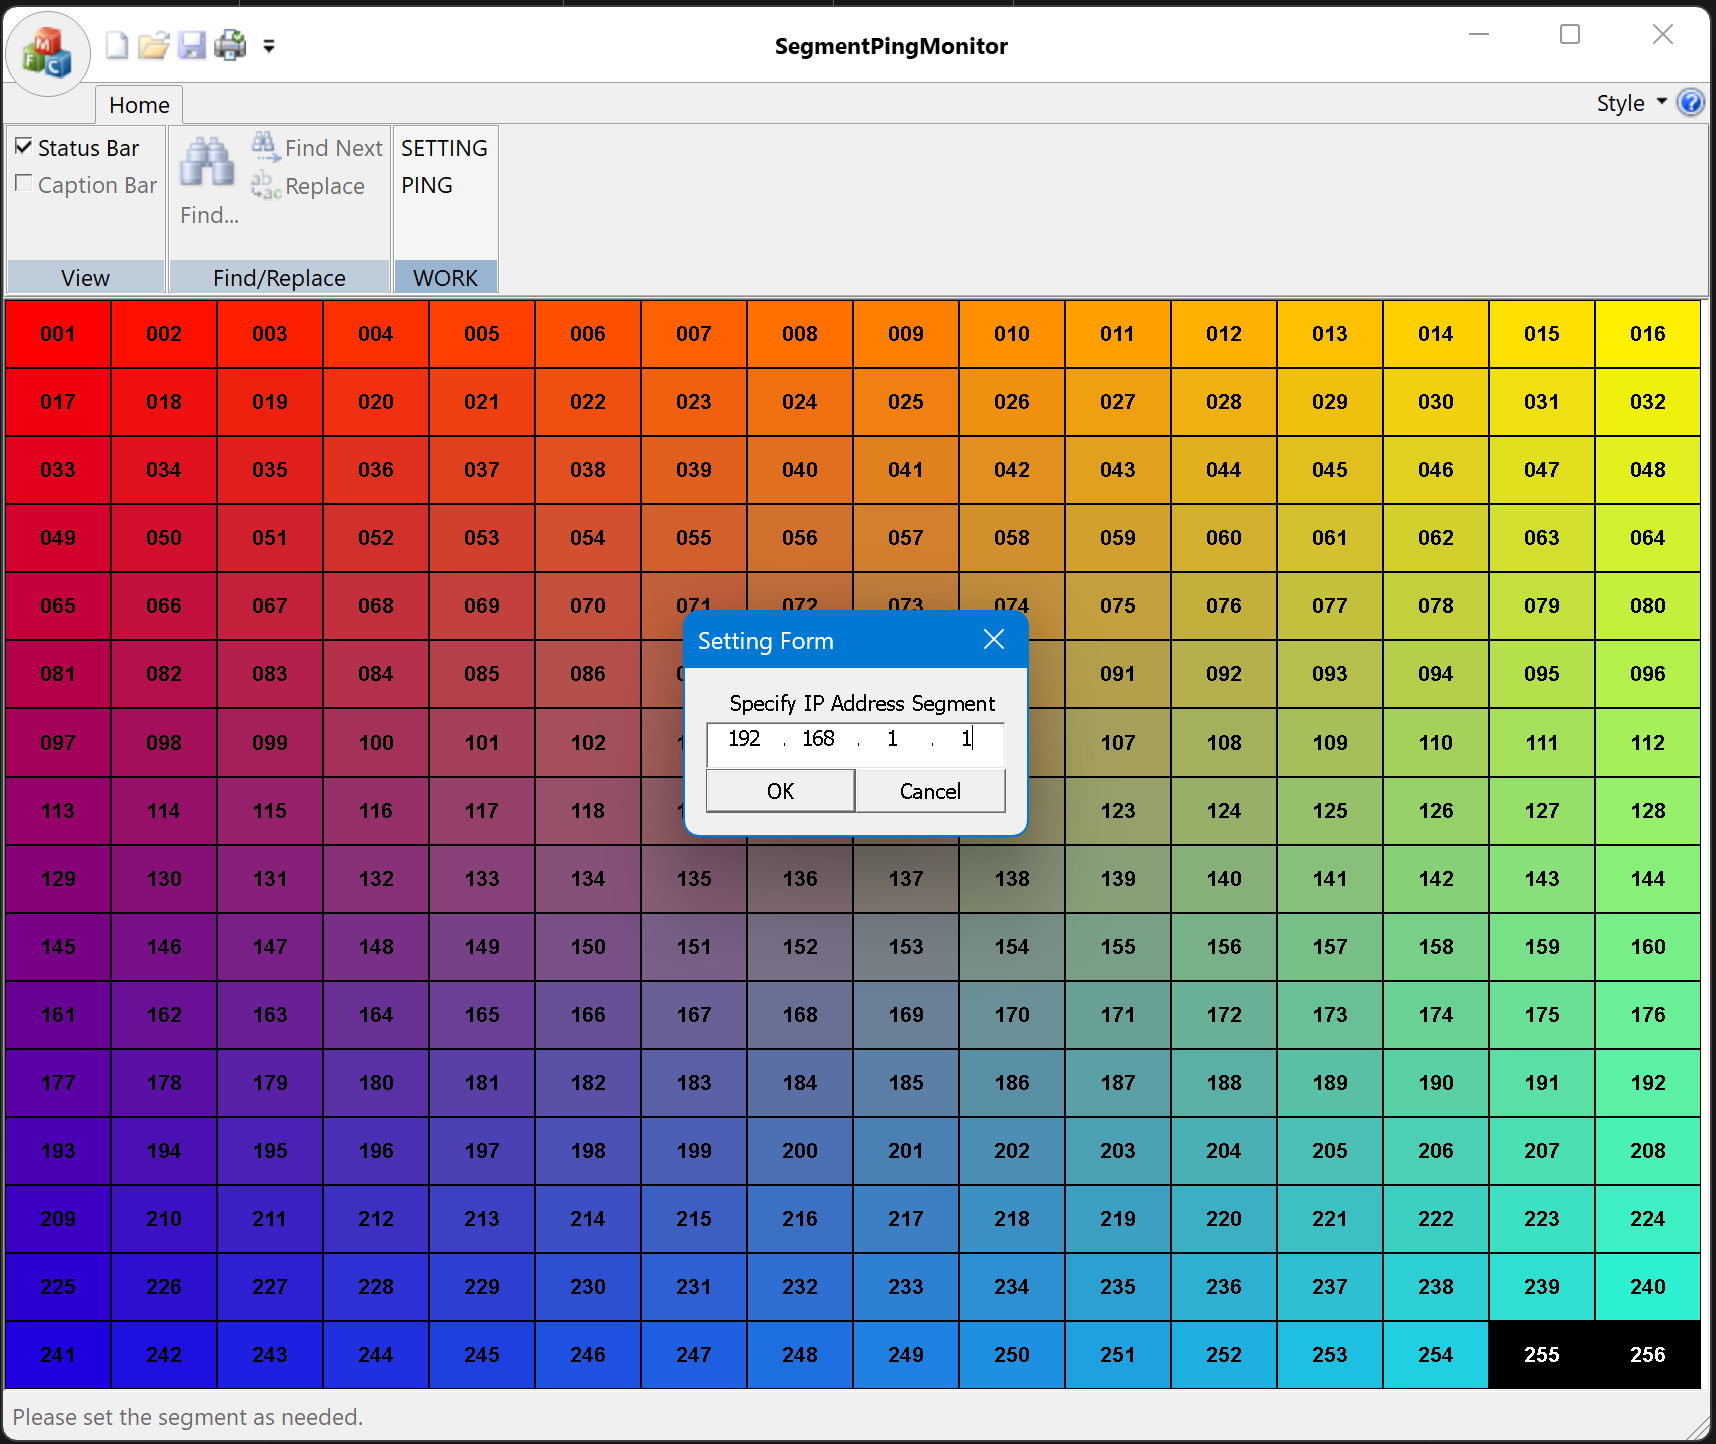 SegmentPingMonitor
Home
Style
Status Bar
Caption Bar
View
Find...
Find Next
Replace
Find/Replace
SETTING
PING
WORK
001 002 003 004 005 006 007 008 009 010 011 012 013 014 015 016
017 018 019 020 021 022 023 024 025 026 027 028 029 030 031 032
033 034 035 036 037 038 039 040 041 042 043 044 045 046 047 048
049 050 051 052 053 054 055 056 057 058 059 060 061 062 063 064
065 066 067 068 069 070 071 072 073 074 075 076 077 078 079 080
081 082 083 084 085 086 091 092 093 094 095 096
097 098 099 100 101 102 107 108 109 110 111 112
113 114 115 116 117 118 123 124 125 126 127 128
129 130 131 132 133 134 135 136 137 138 139 140 141 142 143 144
145 146 147 148 149 150 151 152 153 154 155 156 157 158 159 160
161 162 163 164 165 166 167 168 169 170 171 172 173 174 175 176
177 178 179 180 181 182 183 184 185 186 187 188 189 190 191 192
193 194 195 196 197 198 199 200 201 202 203 204 205 206 207 208
209 210 211 212 213 214 215 216 217 218 219 220 221 222 223 224
225 226 227 228 229 230 231 232 233 234 235 236 237 238 239 240
241 242 243 244 245 246 247 248 249 250 251 252 253 254 255 256
Setting Form
Specify IP Address Segment
192 . 168 . 1 . 1
OK
Cancel
Please set the segment as needed.